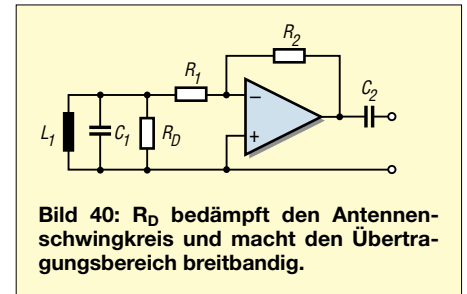 R2
R1
C2
L1
C1
RD
−
+
Bild 40: RD bedämpft den Antennen-
schwingkreis und macht den Übertra-
gungsbereich breitbandig.